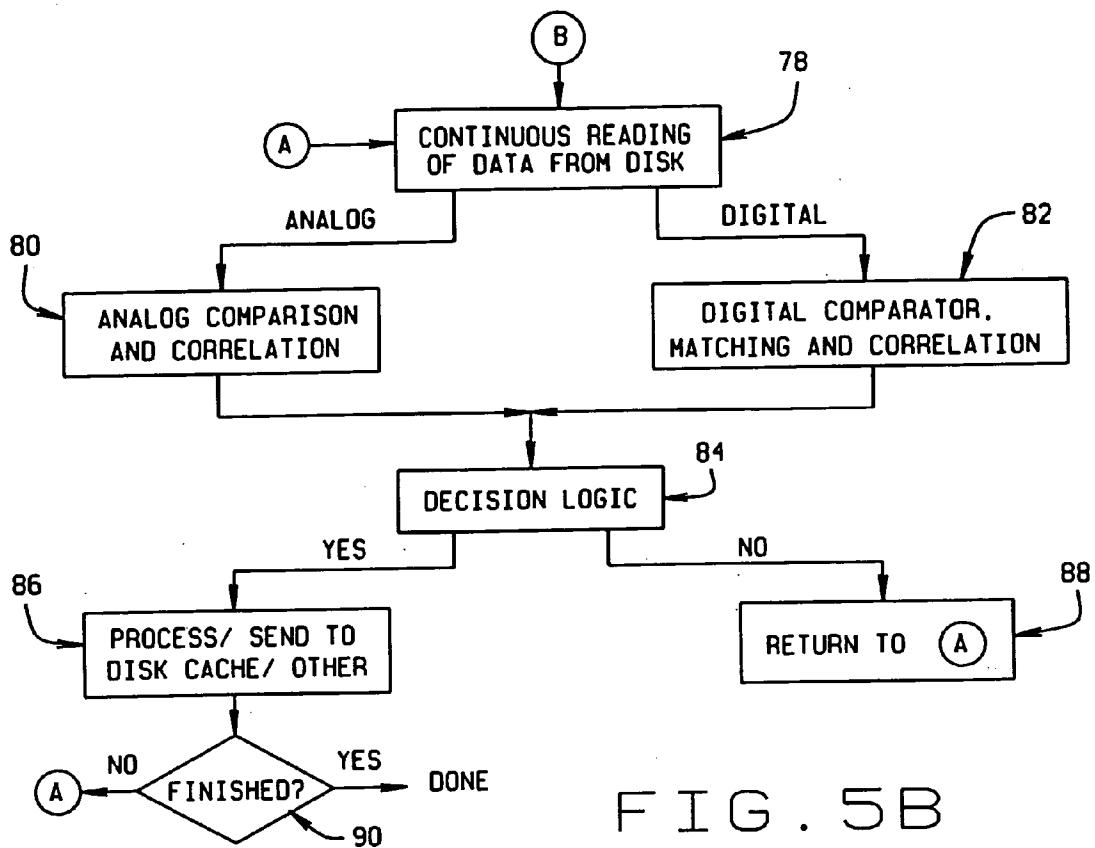 B
78
A
CONTINUOUS READING
OF DATA FROM DISK
ANALOG
DIGITAL
80
82
ANALOG COMPARISON
AND CORRELATION
DIGITAL COMPARATOR.
MATCHING AND CORRELATION
84
DECISION LOGIC
YES
NO
86
88
PROCESS/ SEND TO
DISK CACHE/ OTHER
RETURN TO A
NO
YES
A
FINISHED?
DONE
90
FIG. 5B